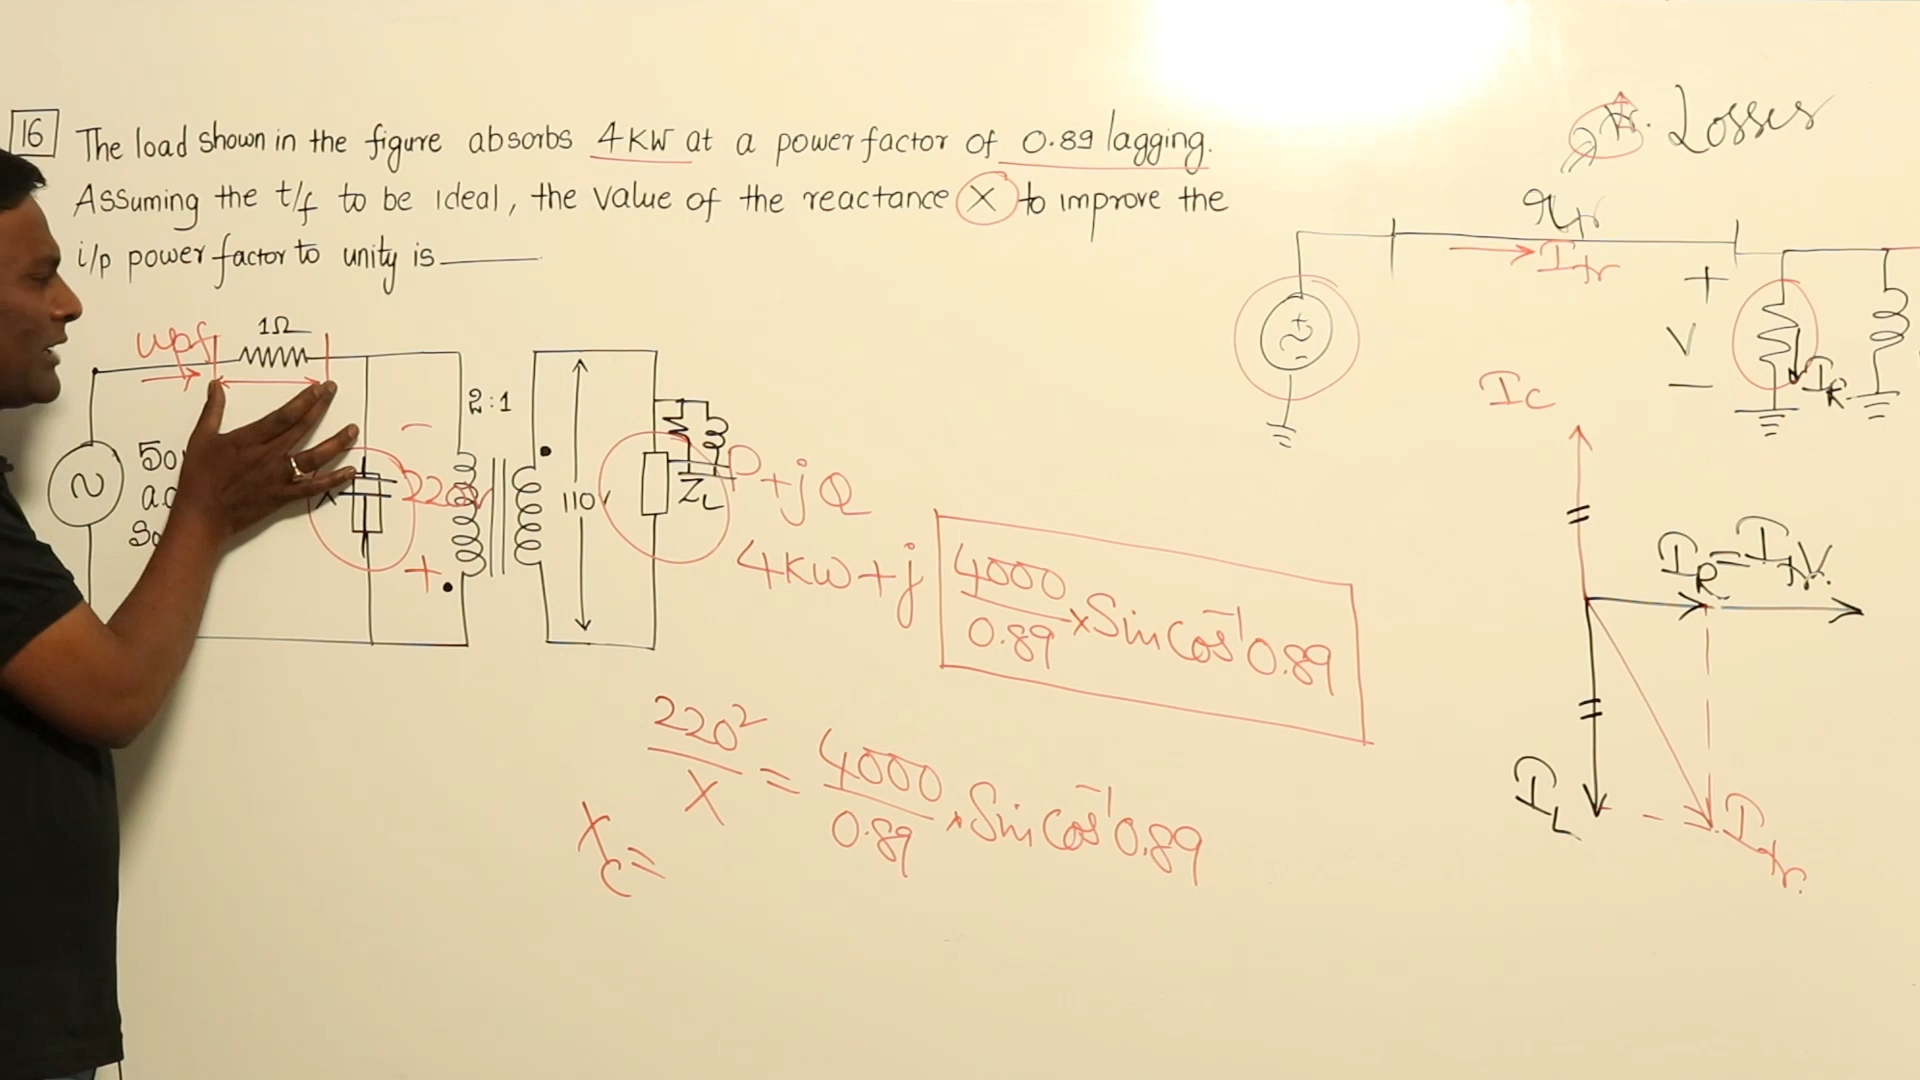 16 The load shown in the figure absorbs 4KW at a power factor of 0.89 lagging.
Assuming the t/f to be ideal, the value of the reactance X to improve the
i/p power factor to unity is
upf
1Ω
2:1
50
a.c
So
−
220v
+
110v
ZL
P+jQ
4KW+j 4000/0.89 × Sin Cos⁻¹ 0.89
220²/X = 4000/0.89 × Sin Cos⁻¹ 0.89
Xc =
Losses
Itr
+
V
−
IR
Ic
IL
Itr